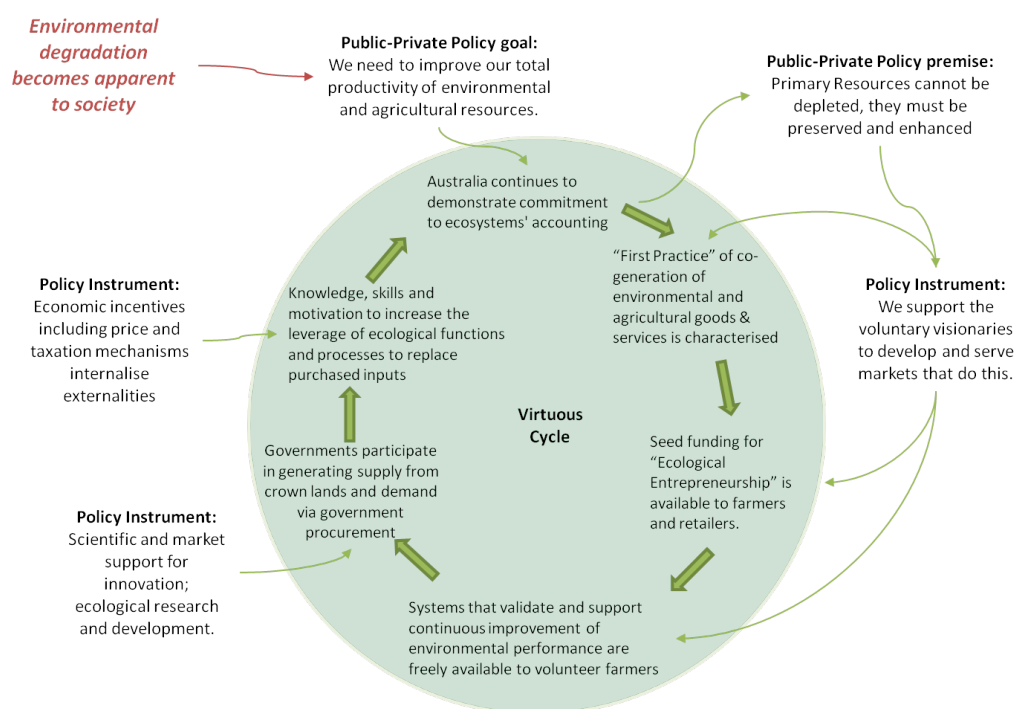 Environmental
degradation
becomes apparent
to society
Public-Private Policy goal:
We need to improve our total
productivity of environmental
and agricultural resources.
Public-Private Policy premise:
Primary Resources cannot be
depleted, they must be
preserved and enhanced
Australia continues to
demonstrate commitment
to ecosystems' accounting
“First Practice” of co-
generation of
environmental and
agricultural goods &
services is characterised
Policy Instrument:
We support the
voluntary visionaries
to develop and serve
markets that do this.
Policy Instrument:
Economic incentives
including price and
taxation mechanisms
internalise
externalities
Knowledge, skills and
motivation to increase the
leverage of ecological functions
and processes to replace
purchased inputs
Virtuous
Cycle
Seed funding for
“Ecological
Entrepreneurship” is
available to farmers
and retailers.
Governments participate
in generating supply from
crown lands and demand
via government
procurement
Policy Instrument:
Scientific and market
support for
innovation;
ecological research
and development.
Systems that validate and support
continuous improvement of
environmental performance are
freely available to volunteer farmers